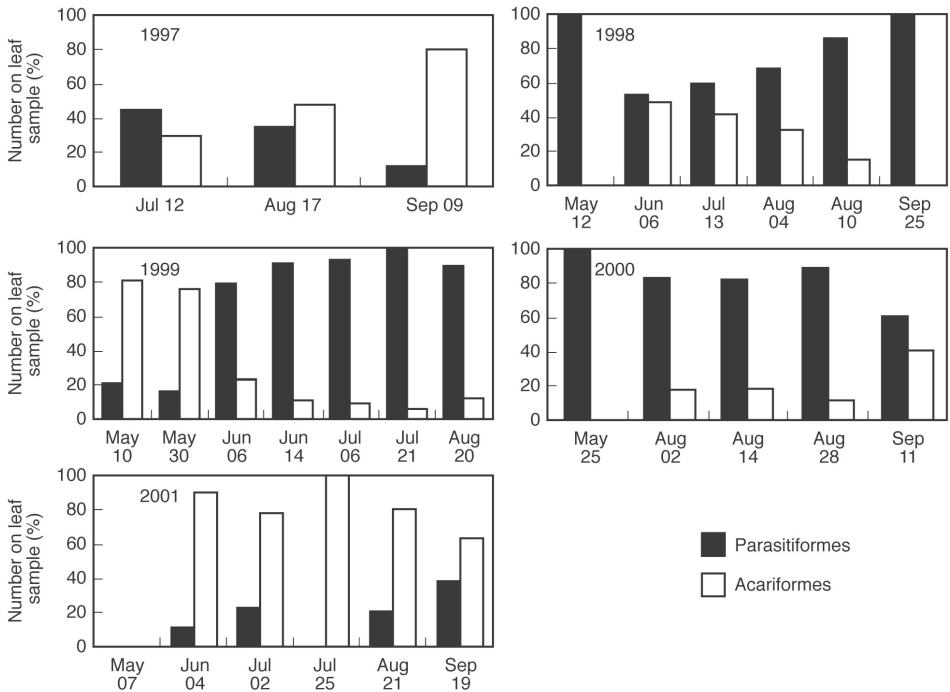 Number on leaf
sample (%)
100
80
60
40
20
0
1997
Jul 12 Aug 17 Sep 09
100
80
60
40
20
0
1998
May Jun Jul Aug Aug Sep
12 06 13 04 10 25
Number on leaf
sample (%)
100
80
60
40
20
0
1999
May May Jun Jun Jul Jul Aug
10 30 06 14 06 21 20
100
80
60
40
20
0
2000
May Aug Aug Aug Sep
25 02 14 28 11
Number on leaf
sample (%)
100
80
60
40
20
0
2001
May Jun Jul Jul Aug Sep
07 04 02 25 21 19
Parasitiformes
Acariformes